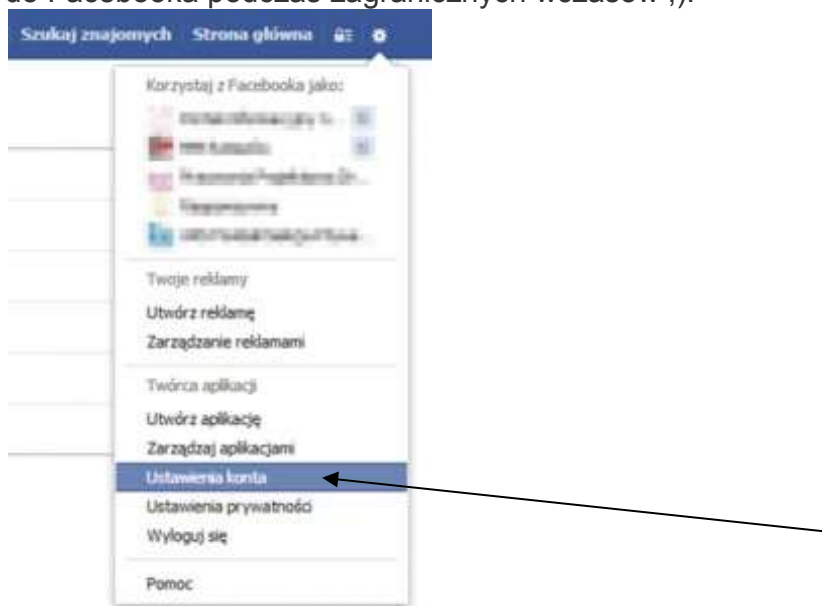 do Facebooka podczas zagranicznych wczasów ;).
Szukaj znajomych Strona główna
Korzystaj z Facebooka jako:
Twoje reklamy
Utwórz reklamę
Zarządzanie reklamami
Twórca aplikacji
Utwórz aplikację
Zarządzaj aplikacjami
Ustawienia konta
Ustawienia prywatności
Wyloguj się
Pomoc